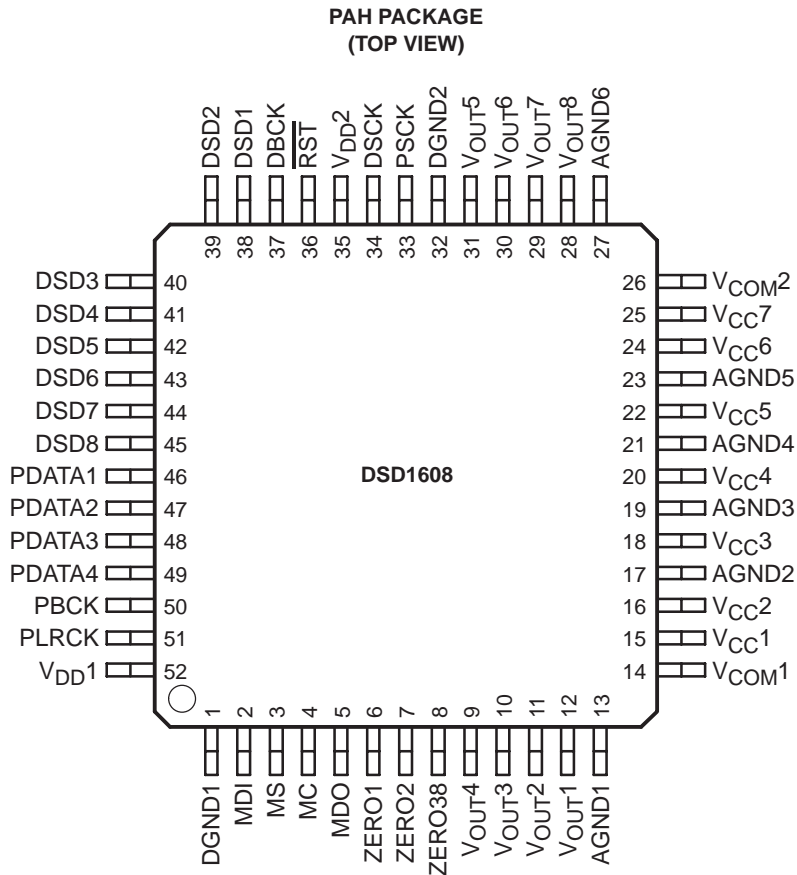 PAH PACKAGE
(TOP VIEW)
DSD2
DSD1
DBCK
RST
VDD2
DSCK
PSCK
DGND2
VOUT5
VOUT6
VOUT7
VOUT8
AGND6
39
38
37
36
35
34
33
32
31
30
29
28
27
DSD3 40
DSD4 41
DSD5 42
DSD6 43
DSD7 44
DSD8 45
PDATA1 46
PDATA2 47
PDATA3 48
PDATA4 49
PBCK 50
PLRCK 51
VDD1 52
DSD1608
26 VCOM2
25 VCC7
24 VCC6
23 AGND5
22 VCC5
21 AGND4
20 VCC4
19 AGND3
18 VCC3
17 AGND2
16 VCC2
15 VCC1
14 VCOM1
1
2
3
4
5
6
7
8
9
10
11
12
13
DGND1
MDI
MS
MC
MDO
ZERO1
ZERO2
ZERO38
VOUT4
VOUT3
VOUT2
VOUT1
AGND1